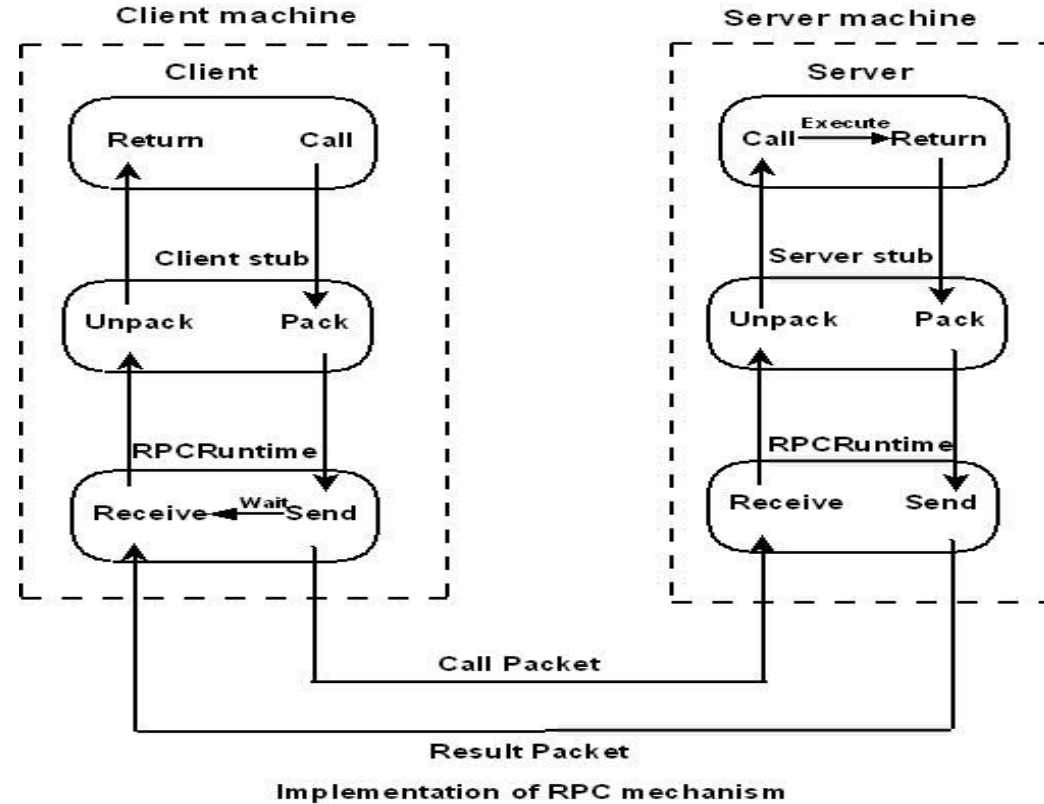 Client machine
Server machine
Client
Server
Return Call
Call Execute Return
Client stub
Server stub
Unpack Pack
Unpack Pack
RPCRuntime
RPCRuntime
Receive Wait Send
Receive Send
Call Packet
Result Packet
Implementation of RPC mechanism